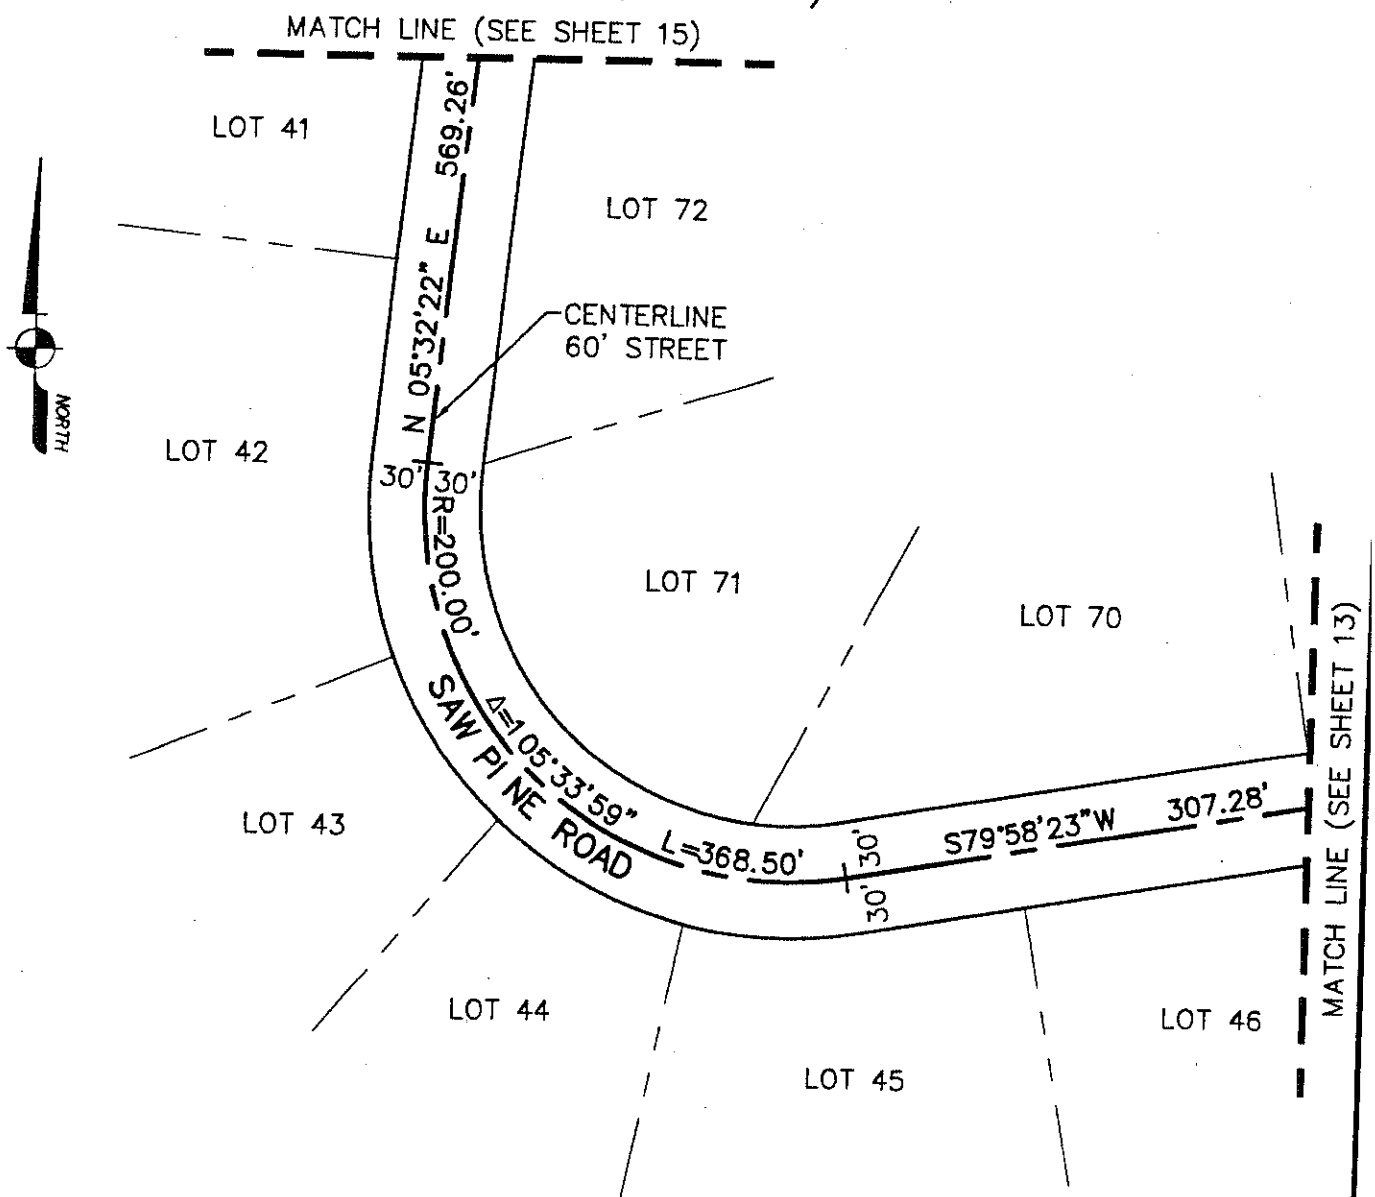 MATCH LINE (SEE SHEET 15)
LOT 41
569.26'
LOT 72
N 05°32'22" E
CENTERLINE
60' STREET
NORTH
LOT 42
30' 30'
R=200.00'
LOT 71
LOT 70
SAW PINE ROAD
Δ=105°33'59"
L=368.50'
30'
30'
S79°58'23"W 307.28'
MATCH LINE (SEE SHEET 13)
LOT 43
LOT 44
LOT 45
LOT 46